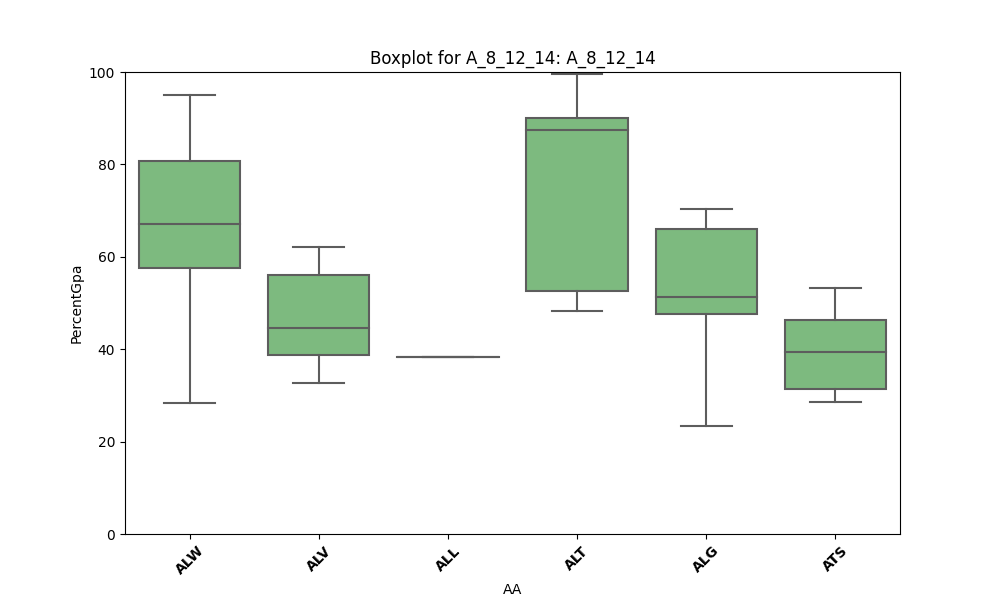 Boxplot for A_8_12_14: A_8_12_14
100
80
60
40
20
0
PercentGpa
ALW
ALV
ALL
ALT
ALG
ATS
AA